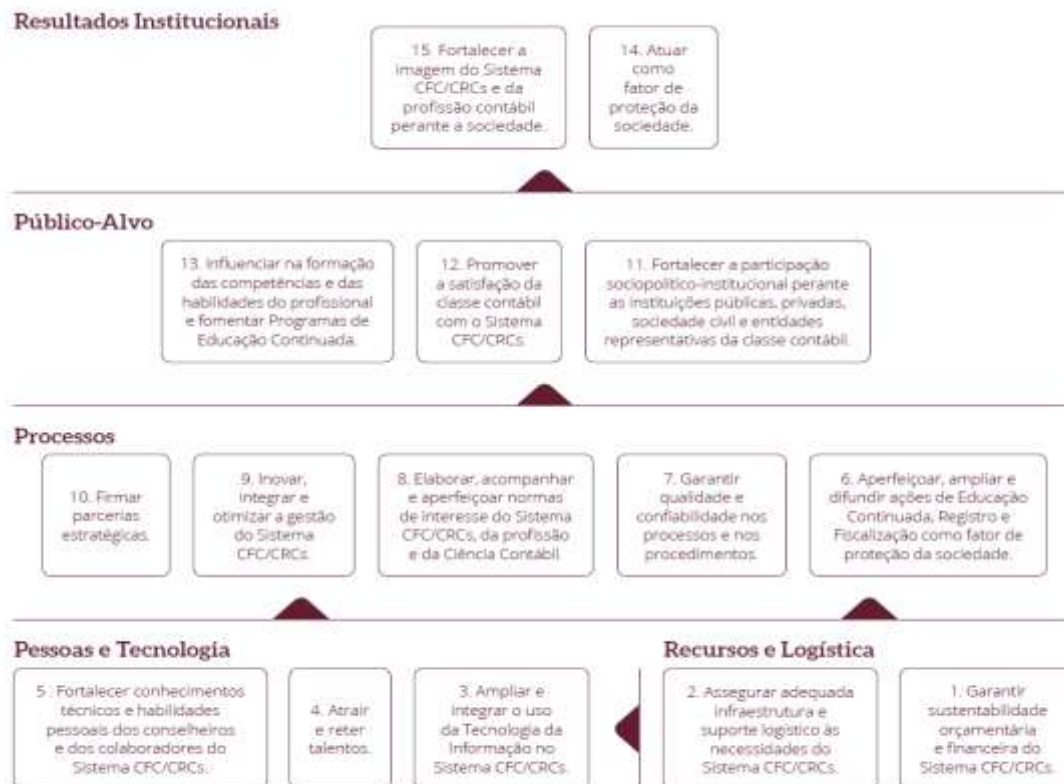 Resultados Institucionais
15. Fortalecer a
imagem do Sistema
CFC/CRCs e da
profissão contábil
perante a sociedade.
14. Atuar
como
fator de
proteção da
sociedade.
Público-Alvo
13. Influenciar na formação
das competências e das
habilidades do profissional
e fomentar Programas de
Educação Continuada.
12. Promover
a satisfação da
classe contábil
com o Sistema
CFC/CRCs
11. Fortalecer a participação
sociopolítico-institucional perante
as instituições públicas, privadas,
sociedade civil e entidades
representativas da classe contábil.
Processos
10. Firmar
parcerias
estratégicas.
9. Inovar,
integrar e
otimizar a gestão
do Sistema
CFC/CRCs
8. Elaborar, acompanhar
e aperfeiçoar normas
de interesse do Sistema
CFC/CRCs, da profissão
e da Ciência Contábil
7. Garantir
qualidade e
confiabilidade nos
processos e nos
procedimentos.
6. Aperfeiçoar, ampliar e
difundir ações de Educação
Continuada, Registro e
Fiscalização como fator de
proteção da sociedade.
Pessoas e Tecnologia
5. Fortalecer conhecimentos
técnicos e habilidades
pessoais dos conselheiros
e dos colaboradores do
Sistema CFC/CRCs.
4. Atrair
e reter
talentos.
3. Ampliar e
integrar o uso
da Tecnologia da
Informação no
Sistema CFC/CRCs.
Recursos e Logística
2. Assegurar adequada
infraestrutura e
suporte logístico às
necessidades do
Sistema CFC/CRCs.
1. Garantir
sustentabilidade
orçamentária
e financeira do
Sistema CFC/CRCs